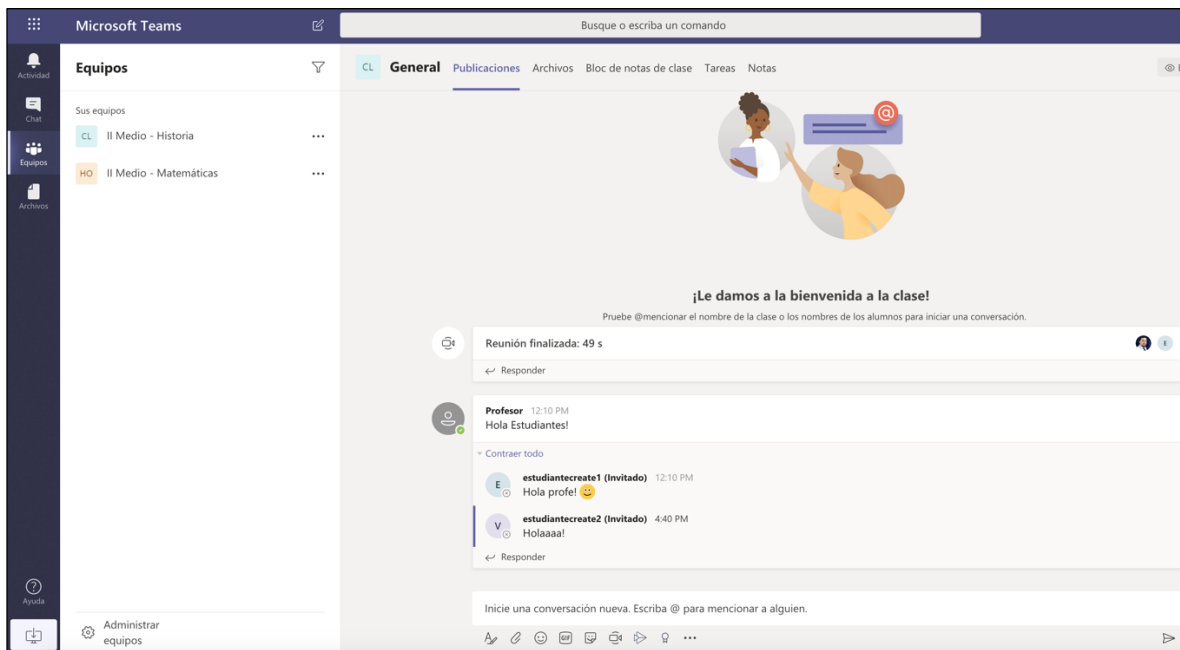 Microsoft Teams
Busque o escriba un comando
Actividad
Chat
Equipos
Archivos
Ayuda
Equipos
Sus equipos
CL II Medio - Historia
HO II Medio - Matemáticas
Administrar
equipos
CL General Publicaciones Archivos Bloc de notas de clase Tareas Notas
@
¡Le damos a la bienvenida a la clase!
Pruebe @mencionar el nombre de la clase o los nombres de los alumnos para iniciar una conversación.
Reunión finalizada: 49 s
Responder
Profesor 12:10 PM
Hola Estudiantes!
Contraer todo
E estudiantecreate1 (Invitado) 12:10 PM
Hola profe!
V estudiantecreate2 (Invitado) 4:40 PM
Holaaaa!
Responder
Inicie una conversación nueva. Escriba @ para mencionar a alguien.
GIF